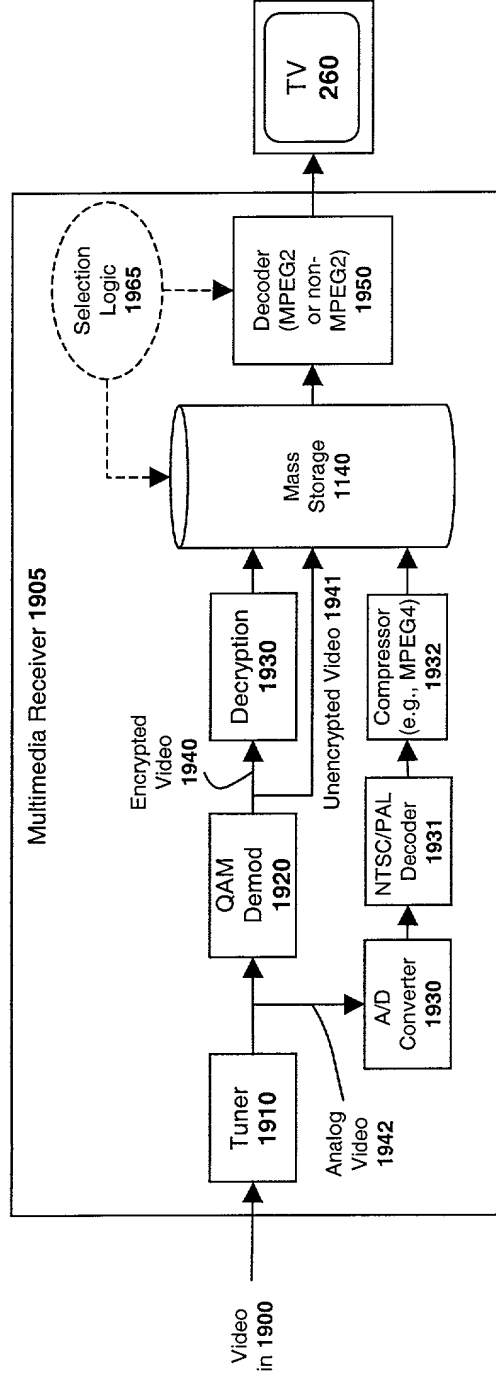 Multimedia Receiver 1905
Video
in 1900
Tuner
1910
Analog
Video
1942
QAM
Demod
1920
Encrypted
Video
1940
Decryption
1930
Unencrypted Video 1941
A/D
Converter
1930
NTSC/PAL
Decoder
1931
Compressor
(e.g., MPEG4)
1932
Mass
Storage
1140
Selection
Logic
1965
Decoder
(MPEG2
or non-
MPEG2)
1950
TV
260